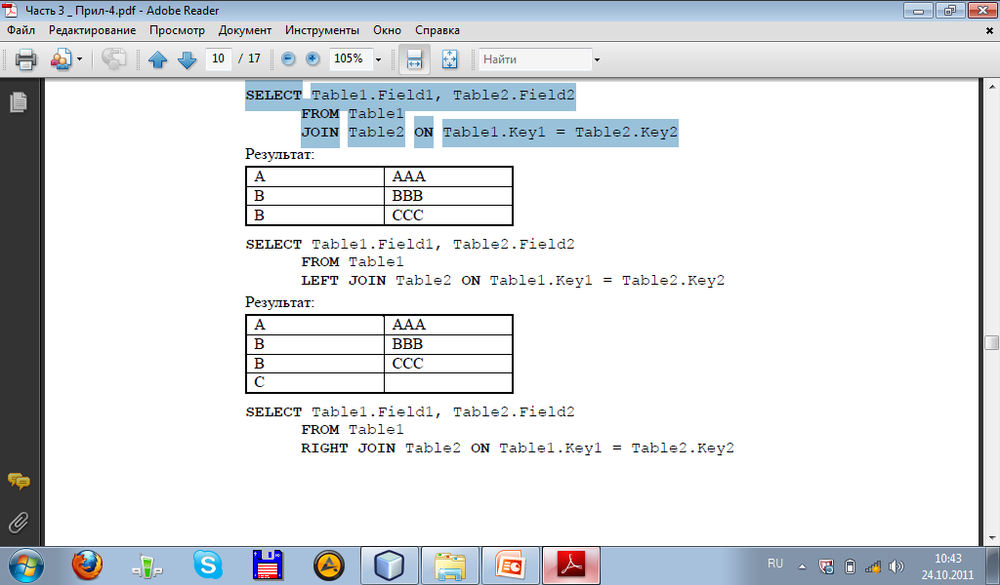 Часть 3 _ Прил-4.pdf - Adobe Reader
Файл Редактирование Просмотр Документ Инструменты Окно Справка
10 / 17 105% Найти
SELECT Table1.Field1, Table2.Field2
FROM Table1
JOIN Table2 ON Table1.Key1 = Table2.Key2
Результат:
A AAA
B BBB
B CCC
SELECT Table1.Field1, Table2.Field2
FROM Table1
LEFT JOIN Table2 ON Table1.Key1 = Table2.Key2
Результат:
A AAA
B BBB
B CCC
C
SELECT Table1.Field1, Table2.Field2
FROM Table1
RIGHT JOIN Table2 ON Table1.Key1 = Table2.Key2
RU 10:43
24.10.2011